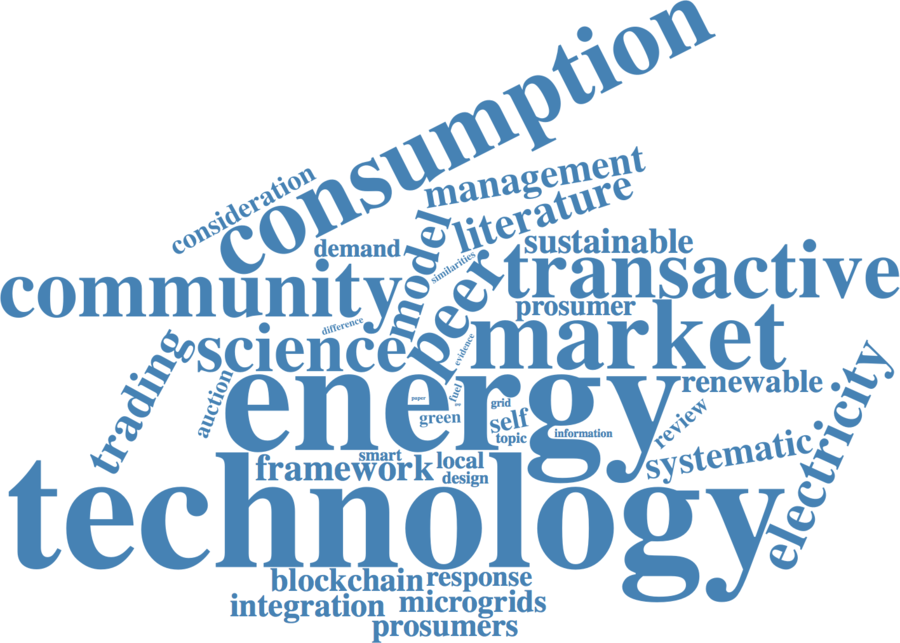 consumption
consideration
management
literature
demand
model
similarities
sustainable
community
peer
transactive
prosumer
difference
science
evidence
market
trading
auction
energy
paper
fuel
grid
renewable
green
self
topic
information
review
electricity
smart
framework
local
design
systematic
technology
blockchain
response
integration
microgrids
prosumers